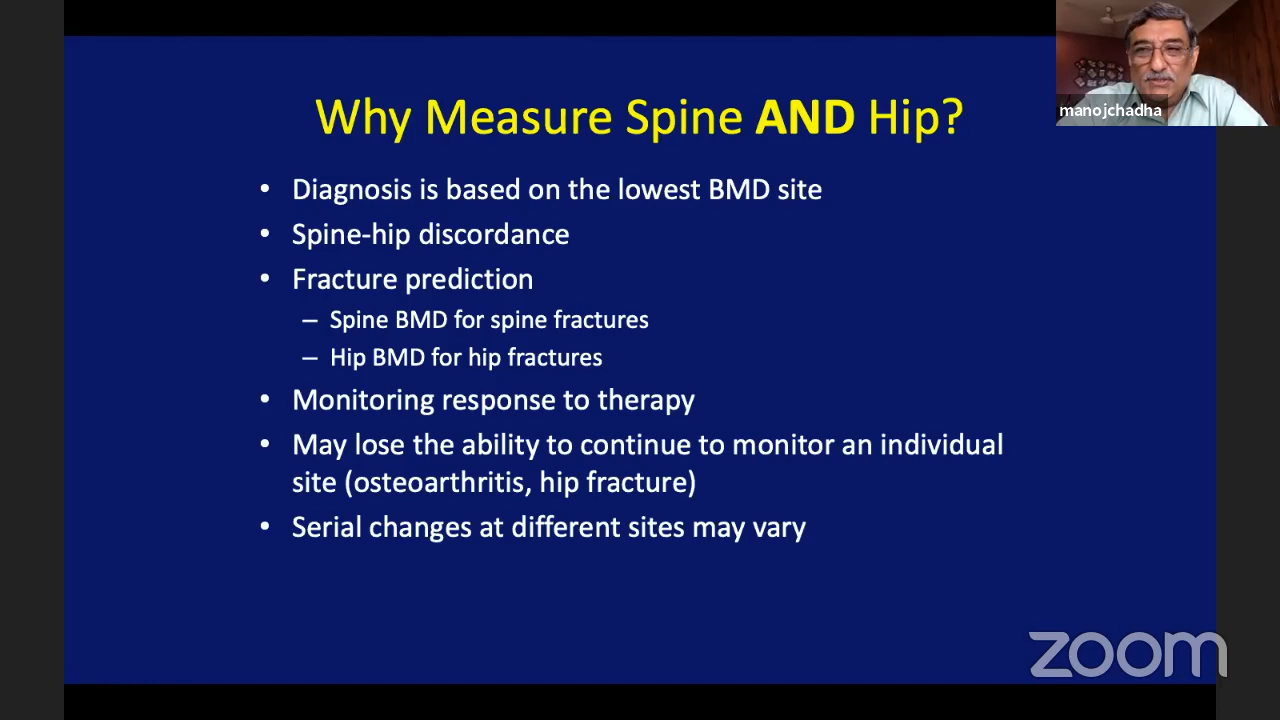 Why Measure Spine AND Hip?
manojchadha
• Diagnosis is based on the lowest BMD site
• Spine-hip discordance
• Fracture prediction
– Spine BMD for spine fractures
– Hip BMD for hip fractures
• Monitoring response to therapy
• May lose the ability to continue to monitor an individual
site (osteoarthritis, hip fracture)
• Serial changes at different sites may vary
zoom